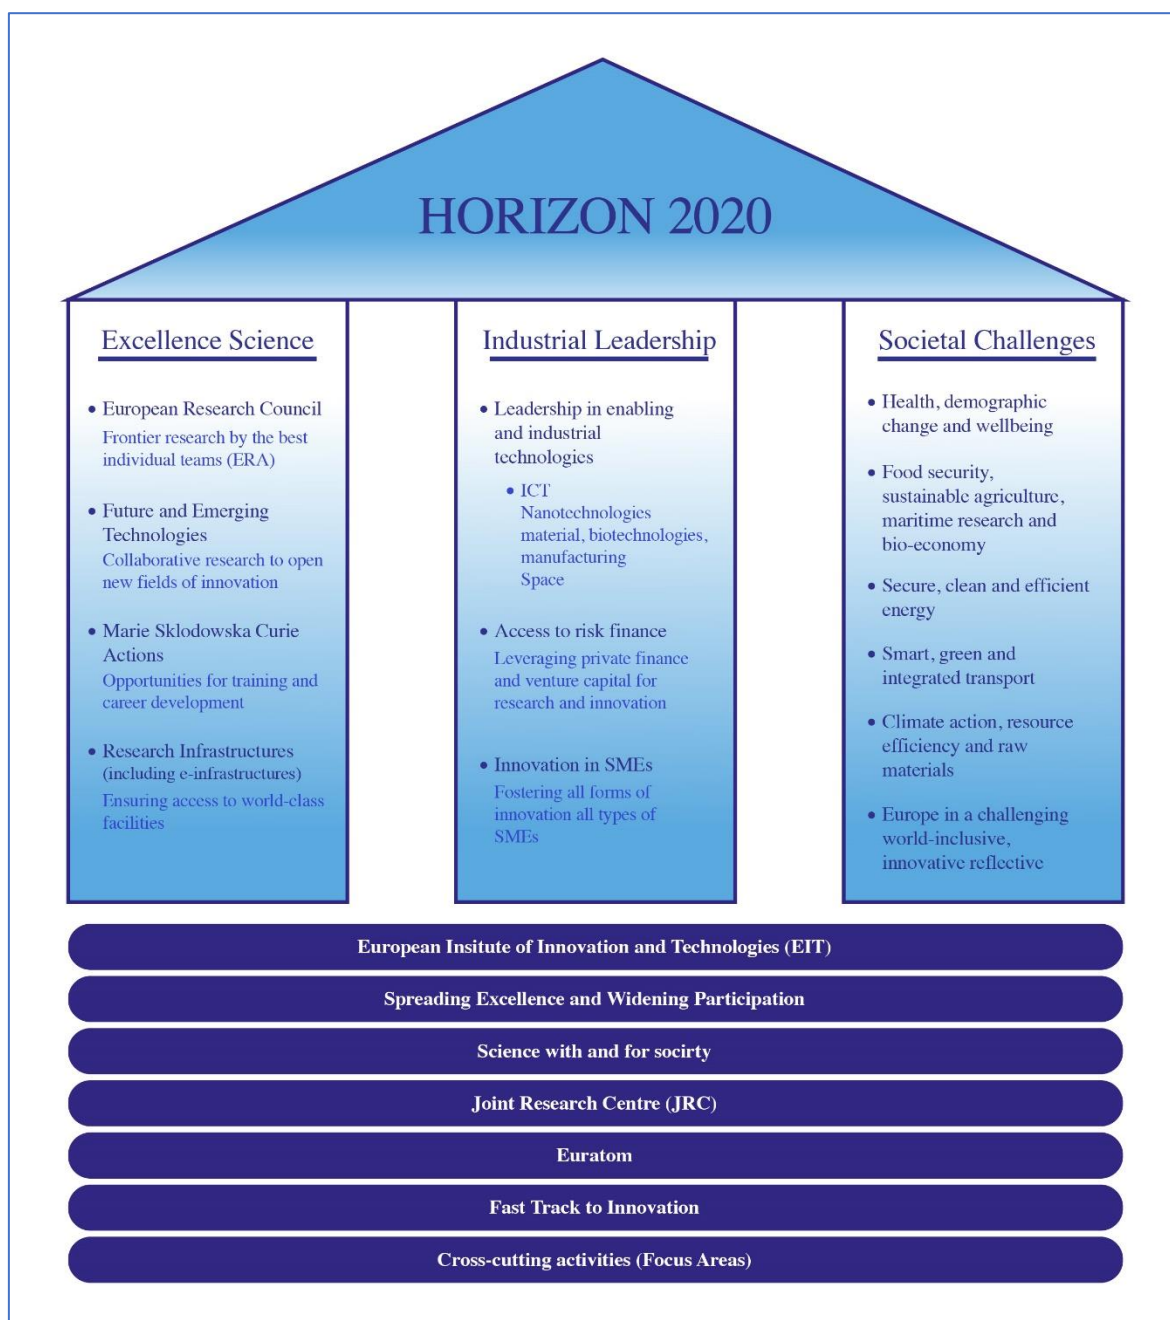 HORIZON 2020
Excellence Science
• European Research Council
Frontier research by the best
individual teams (ERA)
• Future and Emerging
Technologies
Collaborative research to open
new fields of innovation
• Marie Sklodowska Curie
Actions
Opportunities for training and
career development
• Research Infrastructures
(including e-infrastructures)
Ensuring access to world-class
facilities
Industrial Leadership
• Leadership in enabling
and industrial
technologies
• ICT
Nanotechnologies
material, biotechnologies,
manufacturing
Space
• Access to risk finance
Leveraging private finance
and venture capital for
research and innovation
• Innovation in SMEs
Fostering all forms of
innovation all types of
SMEs
Societal Challenges
• Health, demographic
change and wellbeing
• Food security,
sustainable agriculture,
maritime research and
bio-economy
• Secure, clean and efficient
energy
• Smart, green and
integrated transport
• Climate action, resource
efficiency and raw
materials
• Europe in a challenging
world-inclusive,
innovative reflective
European Insitute of Innovation and Technologies (EIT)
Spreading Excellence and Widening Participation
Science with and for socirty
Joint Research Centre (JRC)
Euratom
Fast Track to Innovation
Cross-cutting activities (Focus Areas)